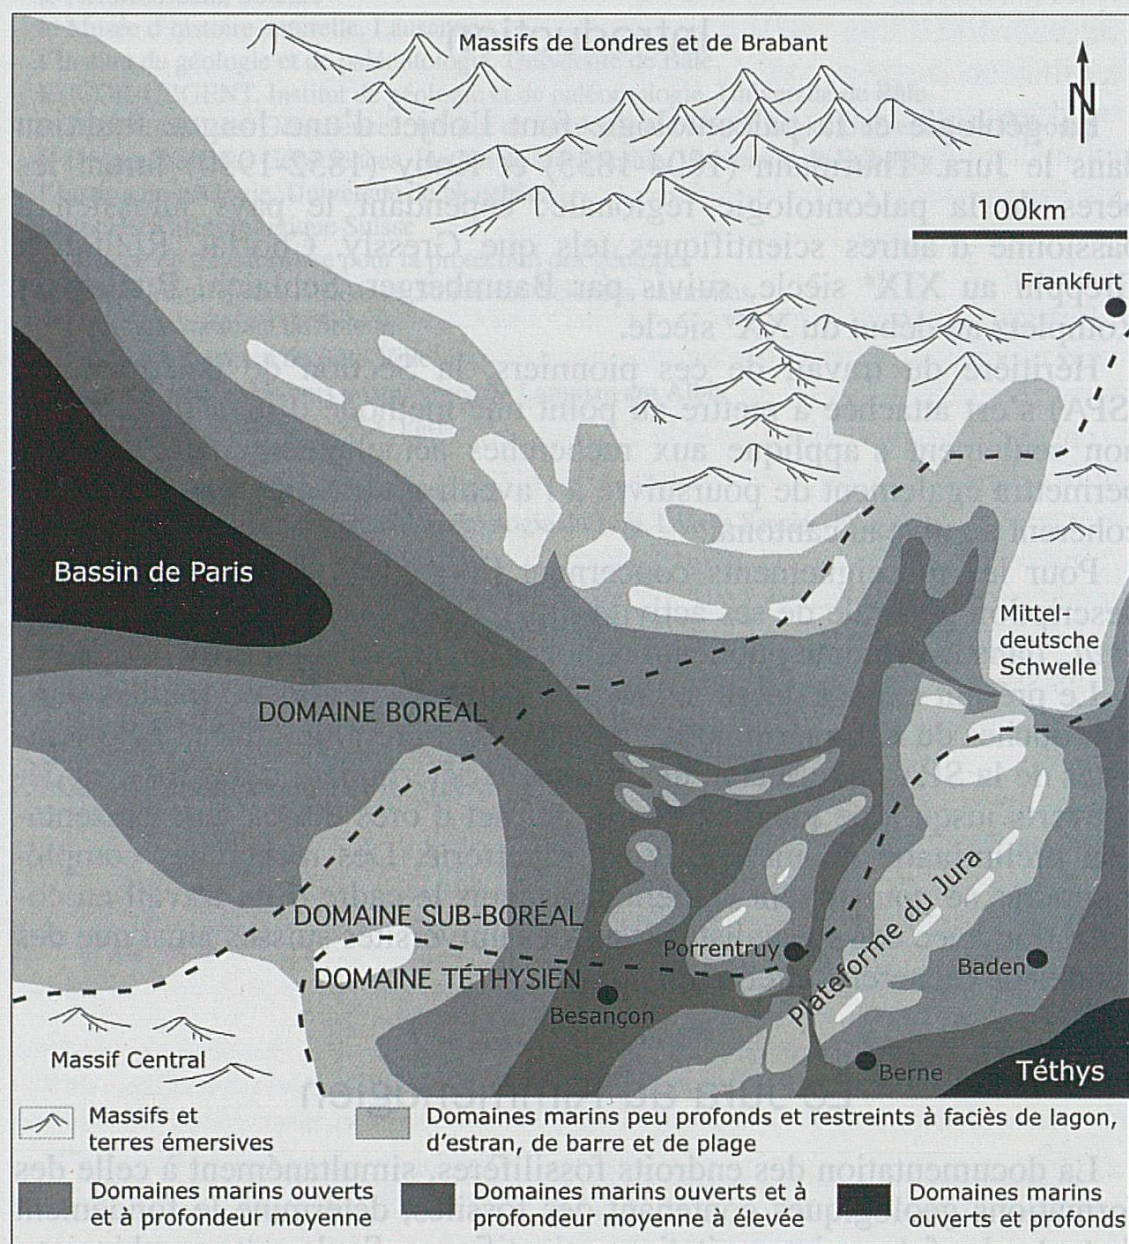 Massifs de Londres et de Brabant
N
100km
Frankfurt
Bassin de Paris
Mittel-
deutsche
Schwelle
DOMAINE BORÉAL
Plateforme du Jura
DOMAINE SUB-BORÉAL
Porrentruy
DOMAINE TÉTHYSIEN
Baden
Besançon
Massif Central
Berne
Téthys
Massifs et
terres émersives
Domaines marins peu profonds et restreints à faciès de lagon,
d'estran, de barre et de plage
Domaines marins ouverts
et à profondeur moyenne
Domaines marins ouverts et à
profondeur moyenne à élevée
Domaines marins
ouverts et profonds